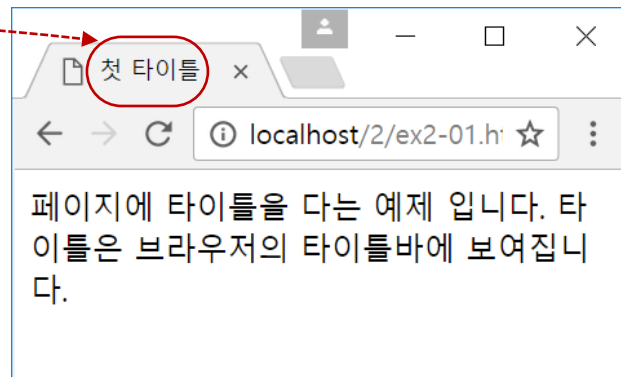 첫 타이틀
localhost/2/ex2-01.h
페이지에 타이틀을 다는 예제 입니다. 타
이틀은 브라우저의 타이틀바에 보여집니
다.